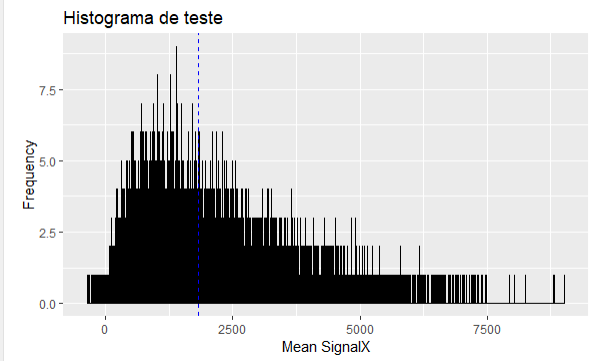 Histograma de teste
Frequency
7.5
5.0
2.5
0.0
0 2500 5000 7500
Mean SignalX